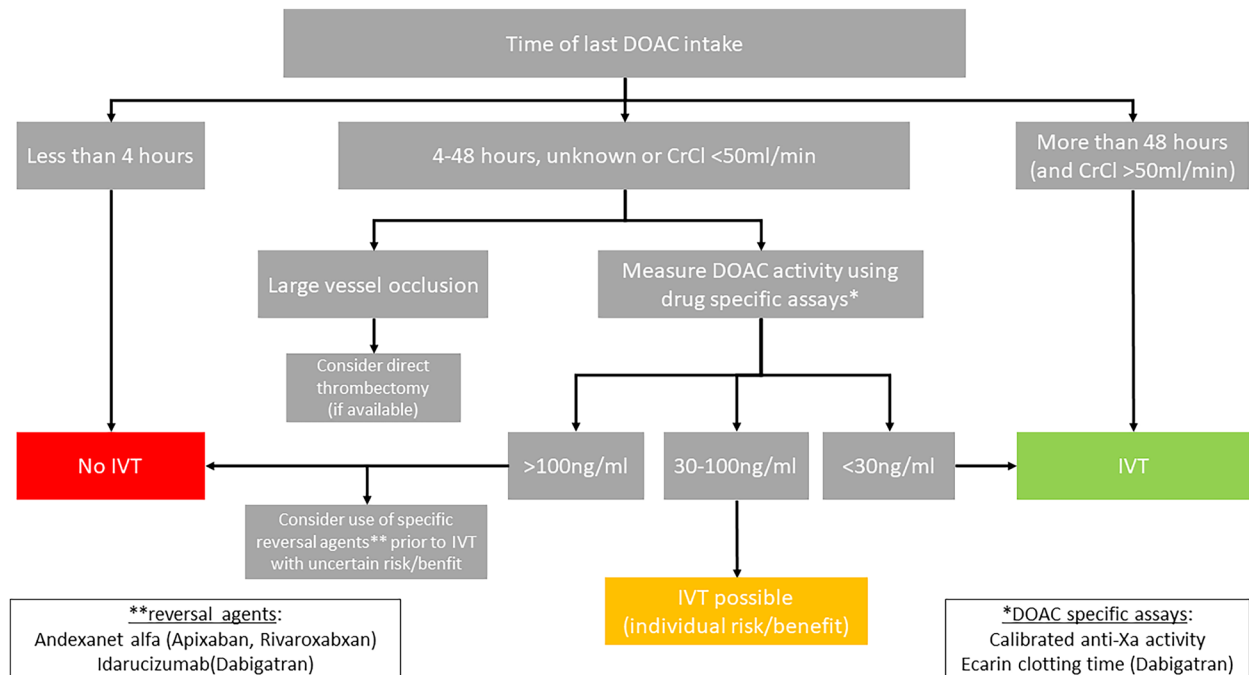 Time of last DOAC intake
Less than 4 hours
4-48 hours, unknown or CrCl <50ml/min
More than 48 hours
(and CrCl >50ml/min)
Large vessel occlusion
Measure DOAC activity using
drug specific assays*
Consider direct
thrombectomy
(if available)
No IVT
>100ng/ml
30-100ng/ml
<30ng/ml
IVT
Consider use of specific
reversal agents** prior to IVT
with uncertain risk/benfit
IVT possible
(individual risk/benefit)
**reversal agents:
Andexanet alfa (Apixaban, Rivaroxabxan)
Idarucizumab(Dabigatran)
*DOAC specific assays:
Calibrated anti-Xa activity
Ecarin clotting time (Dabigatran)